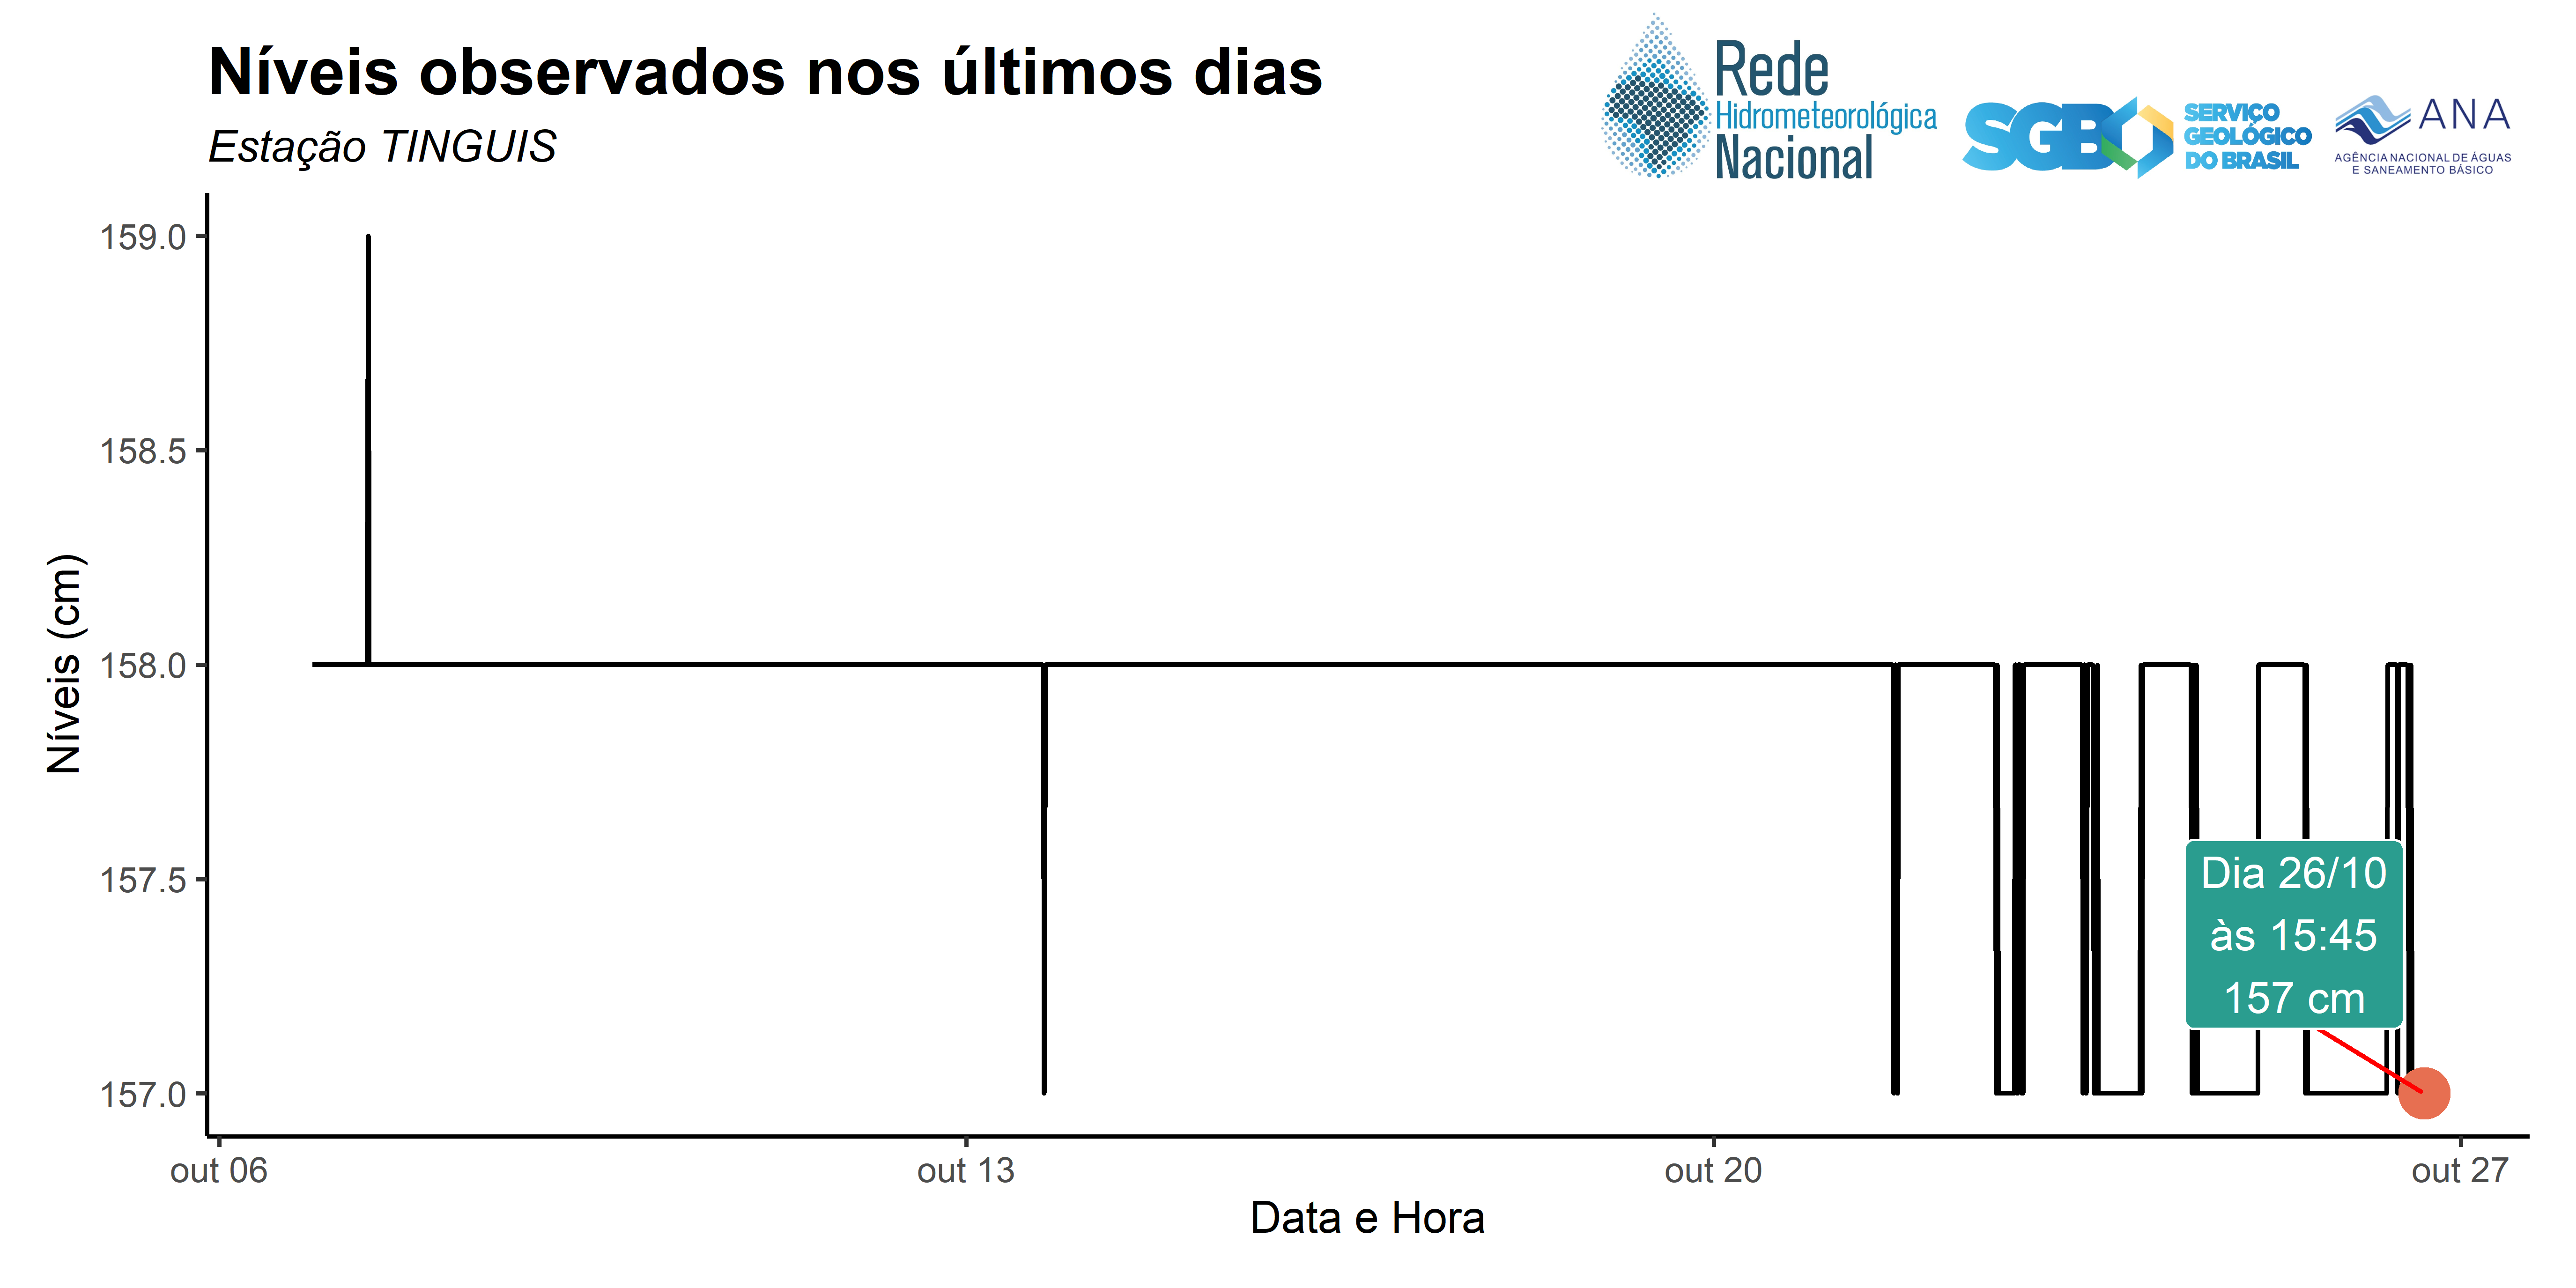 Níveis observados nos últimos dias
Estação TINGUIS
Rede
Hidrometeorológica
Nacional
SGB
SERVIÇO
GEOLÓGICO
DO BRASIL
ANA
AGÊNCIA NACIONAL DE ÁGUAS
E SANEAMENTO BÁSICO
Níveis (cm)
159.0
158.5
158.0
157.5
157.0
Dia 26/10
às 15:45
157 cm
out 06
out 13
out 20
out 27
Data e Hora